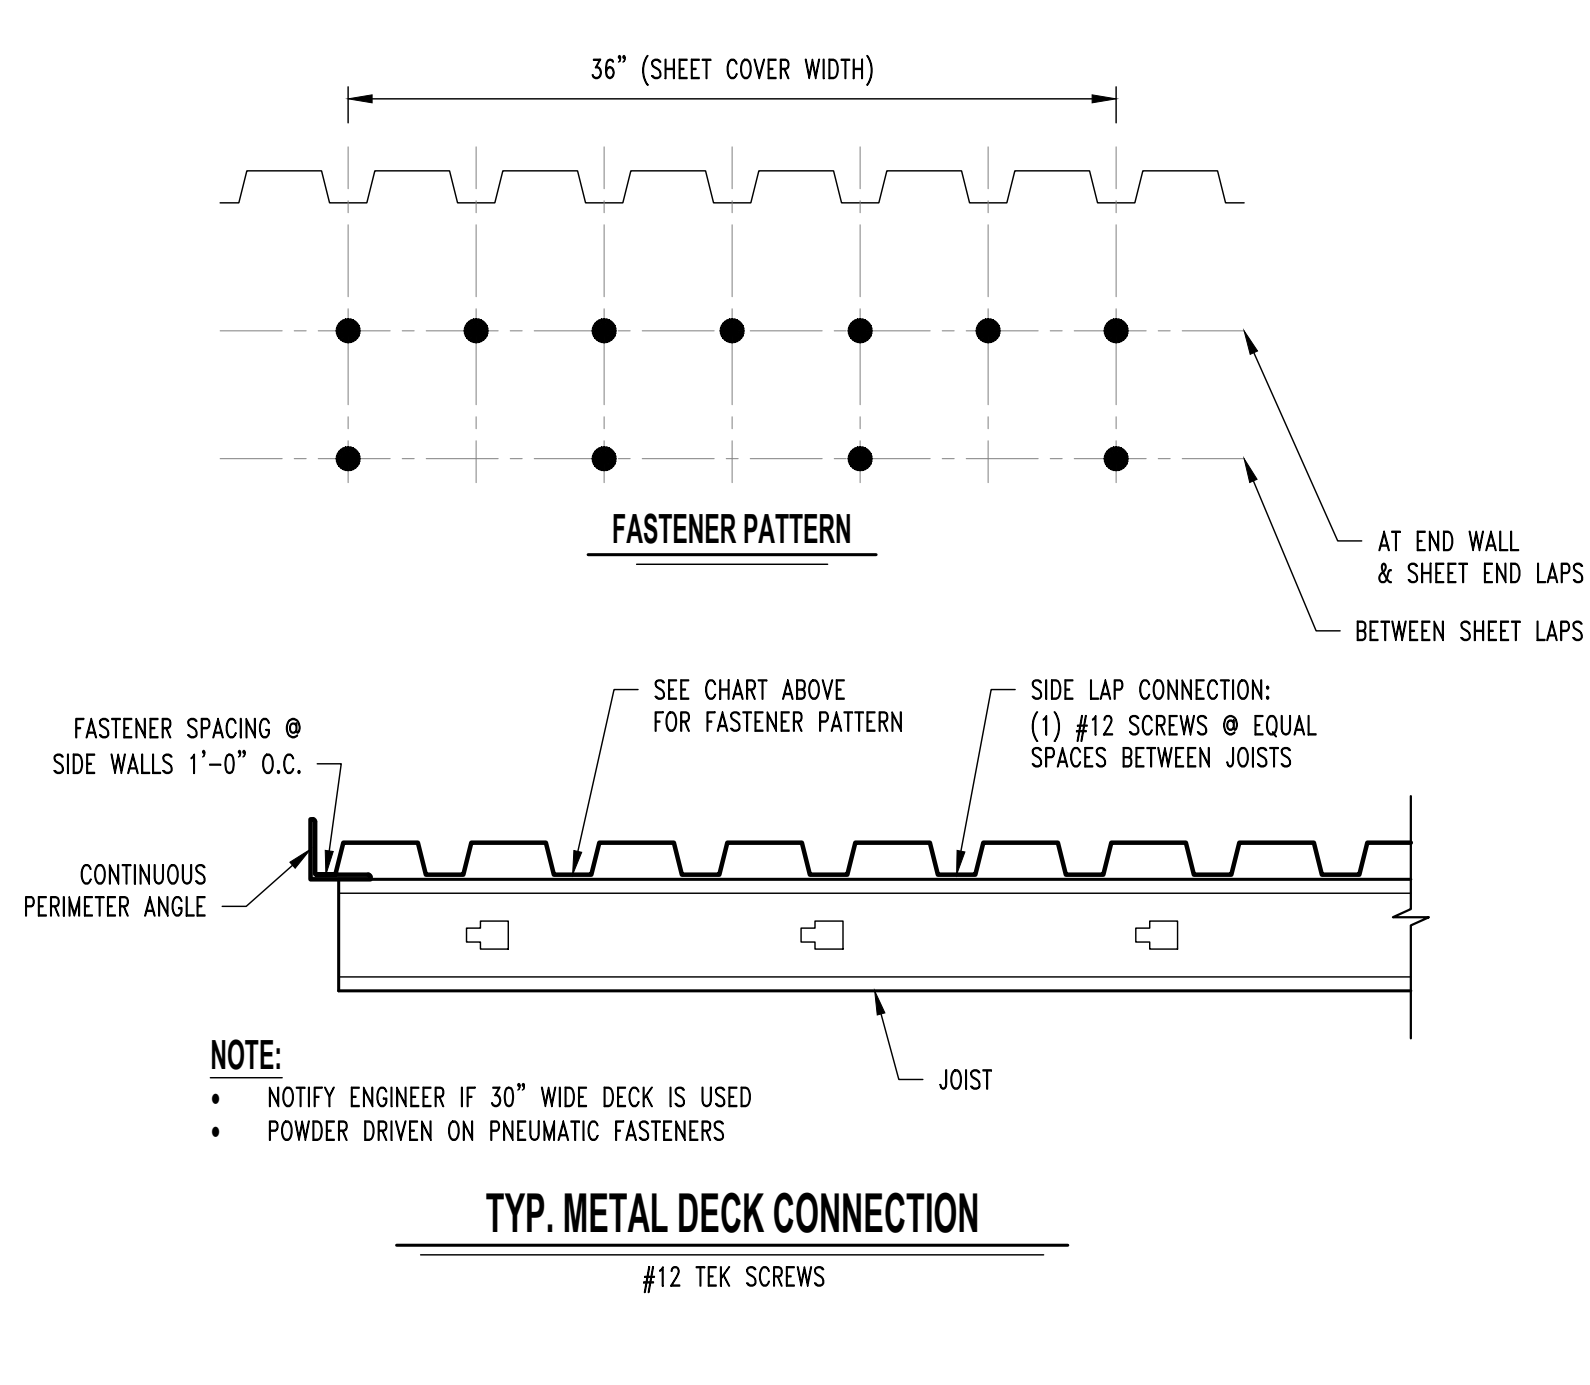 36” (SHEET COVER WIDTH)
FASTENER PATTERN
AT END WALL
& SHEET END LAPS
BETWEEN SHEET LAPS
FASTENER SPACING @
SIDE WALLS 1’-0” O.C.
SEE CHART ABOVE
FOR FASTENER PATTERN
SIDE LAP CONNECTION:
(1) #12 SCREWS @ EQUAL
SPACES BETWEEN JOISTS
CONTINUOUS
PERIMETER ANGLE
JOIST
NOTE:
• NOTIFY ENGINEER IF 30” WIDE DECK IS USED
• POWDER DRIVEN ON PNEUMATIC FASTENERS
TYP. METAL DECK CONNECTION
#12 TEK SCREWS